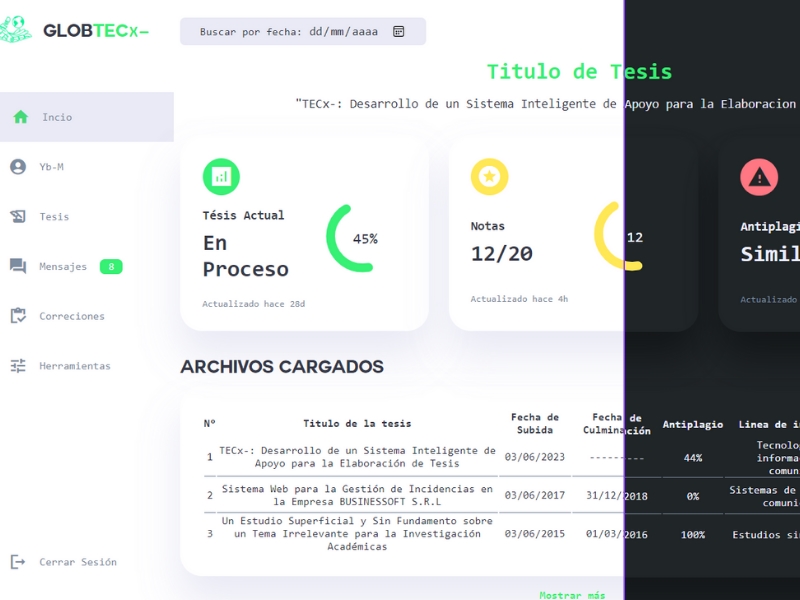 GLOBTECx-
Buscar por fecha: dd/mm/aaaa
Titulo de Tesis
"TECx-: Desarrollo de un Sistema Inteligente de Apoyo para la Elaboracion
Incio
Yb-M
Tesis
Mensajes 8
Correciones
Herramientas
Cerrar Sesión
Tésis Actual
En
Proceso
45%
Actualizado hace 28d
Notas
12/20
12
Actualizado hace 4h
Antiplagi
Simil
Actualizado
ARCHIVOS CARGADOS
N° Titulo de la tesis Fecha de Subida Fecha de Culminación Antiplagio Linea de i
1 TECx-: Desarrollo de un Sistema Inteligente de Apoyo para la Elaboración de Tesis 03/06/2023 --------- 44% Tecnolo informa comun
2 Sistema Web para la Gestión de Incidencias en la Empresa BUSINESSOFT S.R.L 03/06/2017 31/12/2018 0% Sistemas de comuni
3 Un Estudio Superficial y Sin Fundamento sobre un Tema Irrelevante para la Investigación Académicas 03/06/2015 01/03/2016 100% Estudios si
Mostrar más